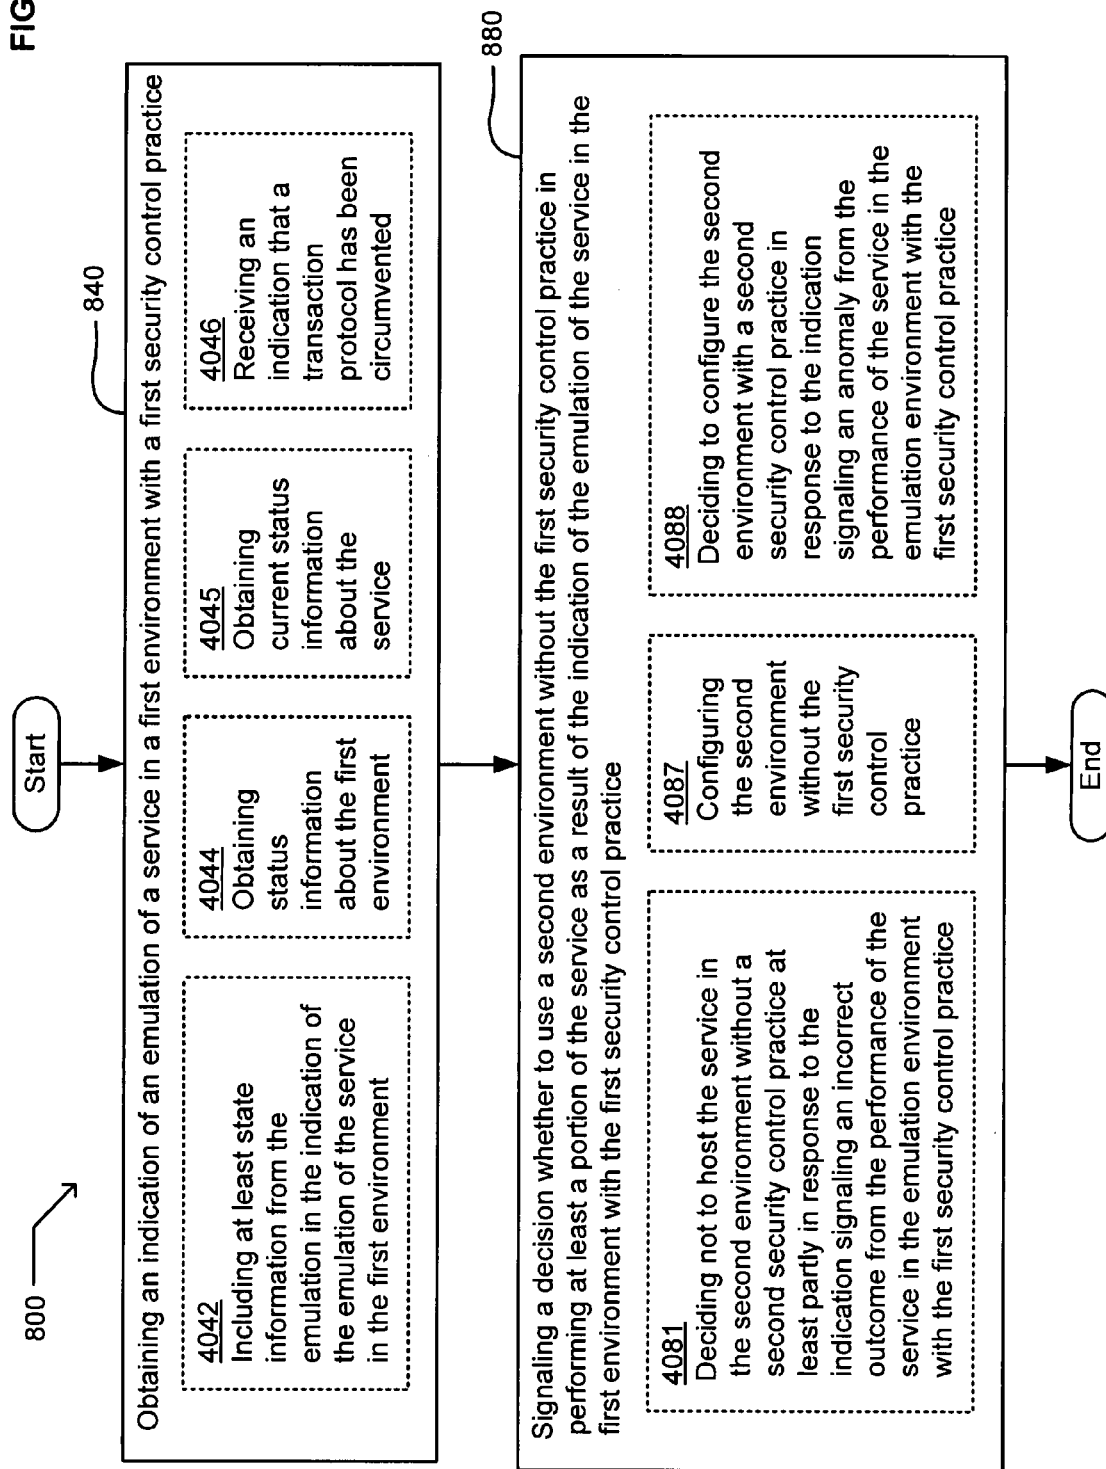 FIG
800
Start
840
Obtaining an indication of an emulation of a service in a first environment with a first security control practice
4042
Including at least state
information from the
emulation in the indication of
the emulation of the service
in the first environment
4044
Obtaining
status
information
about the first
environment
4045
Obtaining
current status
information
about the
service
4046
Receiving an
indication that a
transaction
protocol has been
circumvented
880
Signaling a decision whether to use a second environment without the first security control practice in
performing at least a portion of the service as a result of the indication of the emulation of the service in the
first environment with the first security control practice
4081
Deciding not to host the service in
the second environment without a
second security control practice at
least partly in response to the
indication signaling an incorrect
outcome from the performance of the
service in the emulation environment
with the first security control practice
4087
Configuring
the second
environment
without the
first security
control
practice
4088
Deciding to configure the second
environment with a second
security control practice in
response to the indication
signaling an anomaly from the
performance of the service in the
emulation environment with the
first security control practice
End